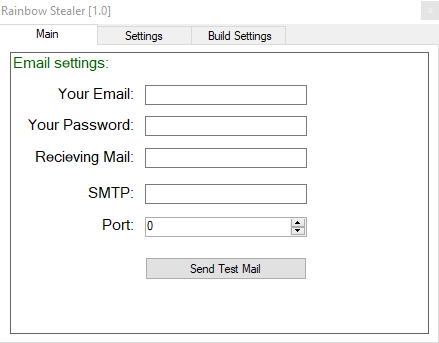 Rainbow Stealer [1.0]
x
Main Settings Build Settings
Email settings:
Your Email:
Your Password:
Recieving Mail:
SMTP:
Port: 0
Send Test Mail